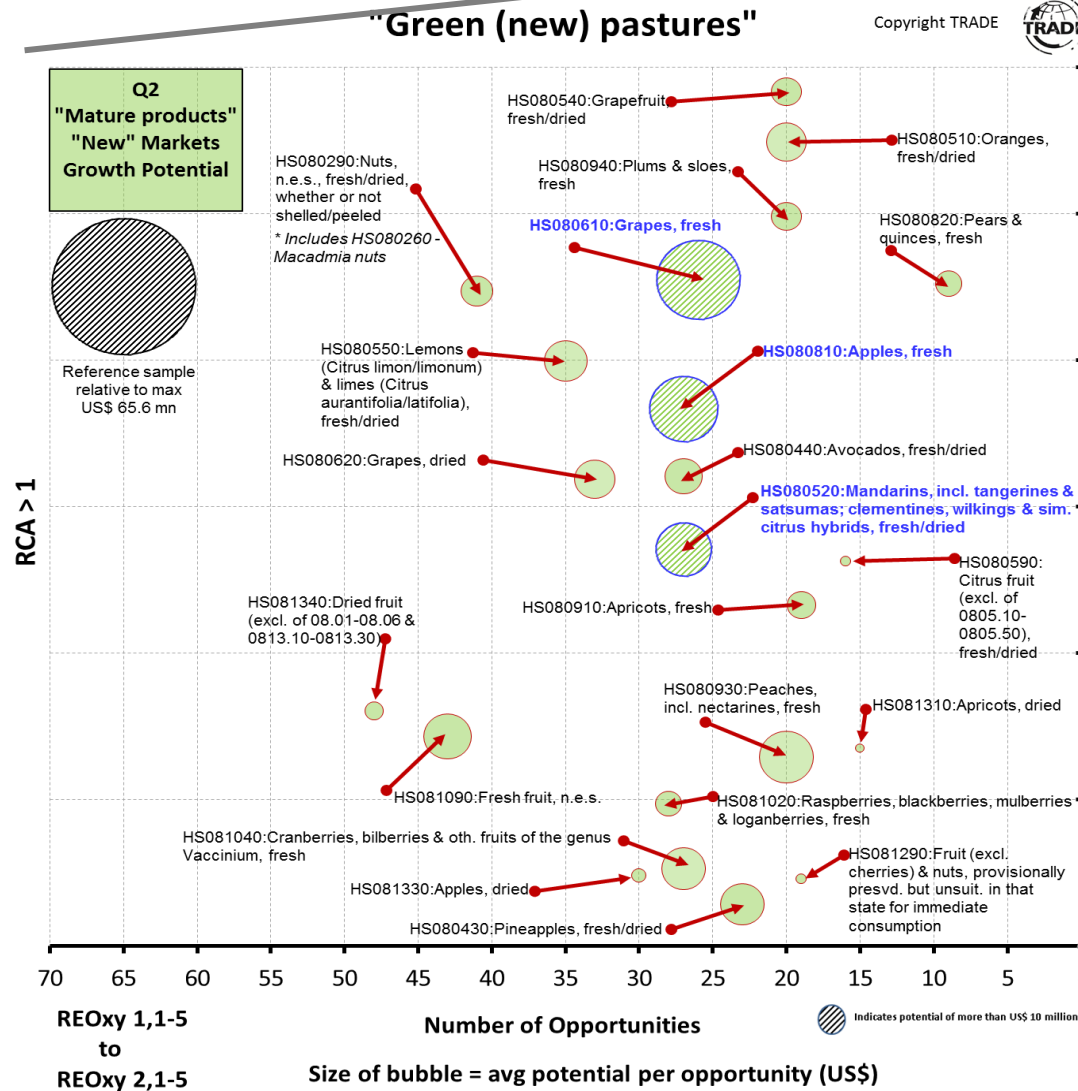 "Green (new) pastures"
Copyright TRADE
TRADE
Q2
"Mature products"
"New" Markets
Growth Potential
HS080540:Grapefruit,
fresh/dried
HS080510:Oranges,
fresh/dried
HS080290:Nuts,
n.e.s., fresh/dried,
whether or not
shelled/peeled
* Includes HS080260 -
Macadmia nuts
HS080940:Plums & sloes,
fresh
HS080610:Grapes, fresh
HS080820:Pears &
quinces, fresh
Reference sample
relative to max
US$ 65.6 mn
HS080550:Lemons
(Citrus limon/limonum)
& limes (Citrus
aurantifolia/latifolia),
fresh/dried
HS080810:Apples, fresh
HS080620:Grapes, dried
HS080440:Avocados, fresh/dried
HS080520:Mandarins, incl. tangerines &
satsumas; clementines, wilkings & sim.
citrus hybrids, fresh/dried
RCA > 1
HS080590:
Citrus fruit
(excl. of
0805.10-
0805.50),
fresh/dried
HS081340:Dried fruit
(excl. of 08.01-08.06 &
0813.10-0813.30)
HS080910:Apricots, fresh
HS080930:Peaches,
incl. nectarines, fresh
HS081310:Apricots, dried
HS081090:Fresh fruit, n.e.s.
HS081020:Raspberries, blackberries, mulberries
& loganberries, fresh
HS081040:Cranberries, bilberries & oth. fruits of the genus
Vaccinium, fresh
HS081290:Fruit (excl.
cherries) & nuts, provisionally
presvd. but unsuit. in that
state for immediate
consumption
HS081330:Apples, dried
HS080430:Pineapples, fresh/dried
70 65 60 55 50 45 40 35 30 25 20 15 10 5
REOxy 1,1-5
to
REOxy 2,1-5
Number of Opportunities
Indicates potential of more than US$ 10 million
Size of bubble = avg potential per opportunity (US$)